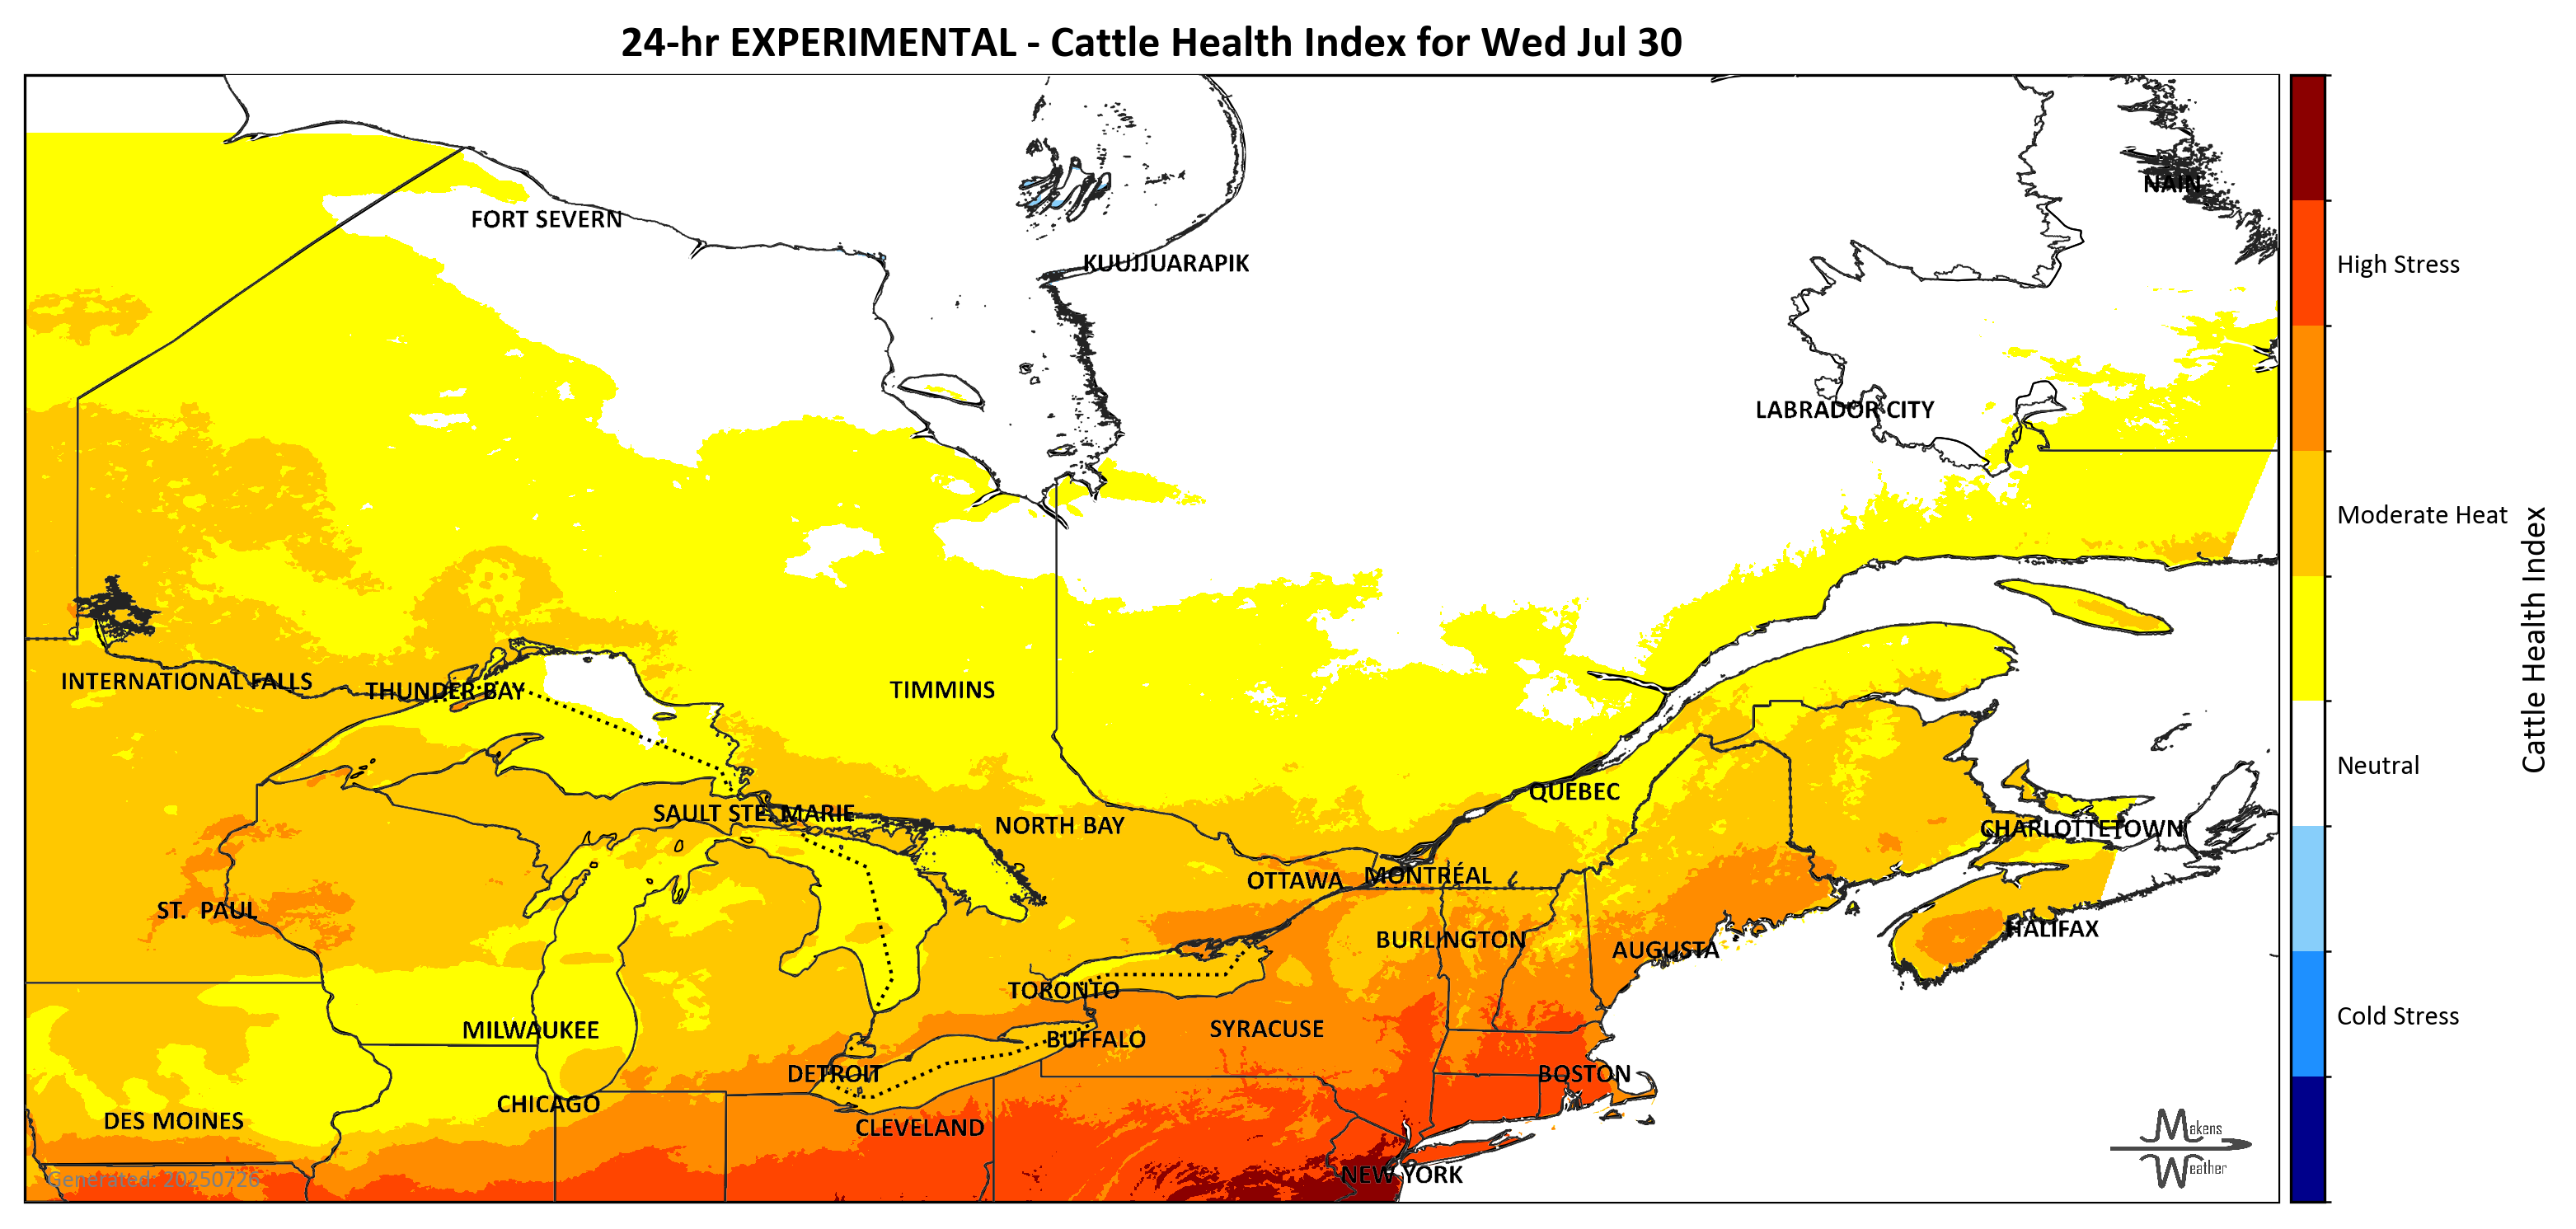 24-hr EXPERIMENTAL - Cattle Health Index for Wed Jul 30
NAIN
FORT SEVERN
KUUJJUARAPIK
High Stress
LABRADOR CITY
Moderate Heat
Cattle Health Index
INTERNATIONAL FALLS
THUNDER BAY
TIMMINS
Neutral
QUEBEC
SAULT STE. MARIE
NORTH BAY
CHARLOTTETOWN
OTTAWA
MONTRÉAL
ST. PAUL
HALIFAX
BURLINGTON
AUGUSTA
TORONTO
Cold Stress
MILWAUKEE
SYRACUSE
BUFFALO
DETROIT
BOSTON
CHICAGO
DES MOINES
CLEVELAND
Makens
Weather
NEW YORK
Generated: 20250726